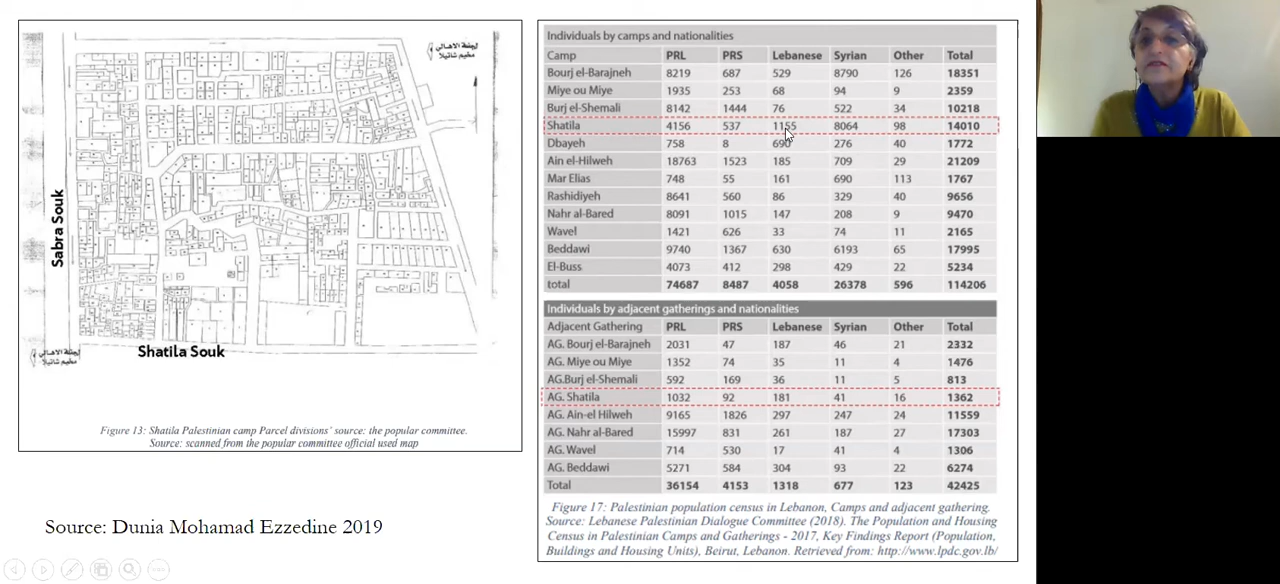 لجنة الاهالي
مخيم شاتيلا
Sabra Souk
Shatila Souk
لجنة الاهالي
مخيم شاتيلا
Figure 13: Shatila Palestinian camp Parcel divisions' source: the popular committee.
Source: scanned from the popular committee official used map
Source: Dunia Mohamad Ezzedine 2019
Individuals by camps and nationalities
Camp PRL PRS Lebanese Syrian Other Total
Bourj el-Barajneh 8219 687 529 8790 126 18351
Miye ou Miye 1935 253 68 94 9 2359
Burj el-Shemali 8142 1444 76 522 34 10218
Shatila 4156 537 1155 8064 98 14010
Dbayeh 758 8 690 276 40 1772
Ain el-Hilweh 18763 1523 185 709 29 21209
Mar Elias 748 55 161 690 113 1767
Rashidiyeh 8641 560 86 329 40 9656
Nahr al-Bared 8091 1015 147 208 9 9470
Wavel 1421 626 33 74 11 2165
Beddawi 9740 1367 630 6193 65 17995
El-Buss 4073 412 298 429 22 5234
total 74687 8487 4058 26378 596 114206
Individuals by adjacent gatherings and nationalities
Adjacent Gathering PRL PRS Lebanese Syrian Other Total
AG. Bourj el-Barajneh 2031 47 187 46 21 2332
AG. Miye ou Miye 1352 74 35 11 4 1476
AG.Burj el-Shemali 592 169 36 11 5 813
AG. Shatila 1032 92 181 41 16 1362
AG. Ain-el Hilweh 9165 1826 297 247 24 11559
AG. Nahr al-Bared 15997 831 261 187 27 17303
AG. Wavel 714 530 17 41 4 1306
AG. Beddawi 5271 584 304 93 22 6274
Total 36154 4153 1318 677 123 42425
Figure 17: Palestinian population census in Lebanon, Camps and adjacent gathering.
Source: Lebanese Palestinian Dialogue Committee (2018). The Population and Housing
Census in Palestinian Camps and Gatherings - 2017, Key Findings Report (Population,
Buildings and Housing Units), Beirut, Lebanon. Retrieved from: http://www.lpdc.gov.lb/